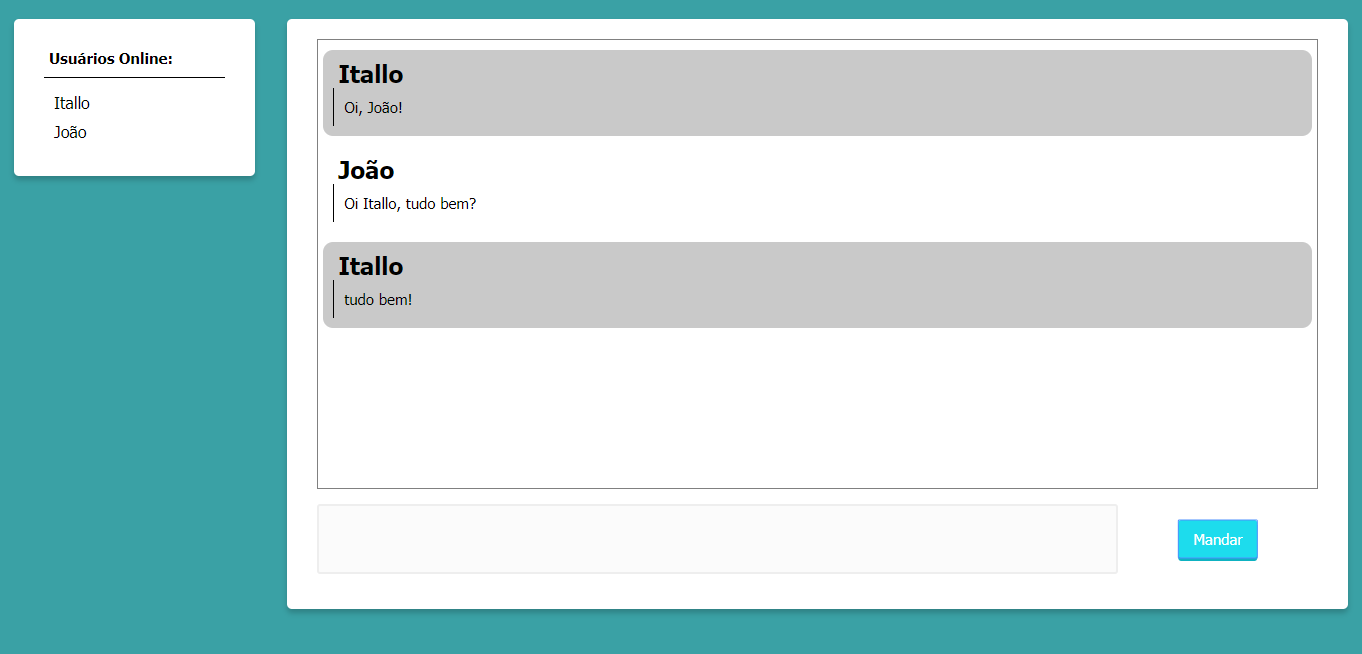 Usuários Online:
Itallo
João
Itallo
Oi, João!
João
Oi Itallo, tudo bem?
Itallo
tudo bem!
Mandar